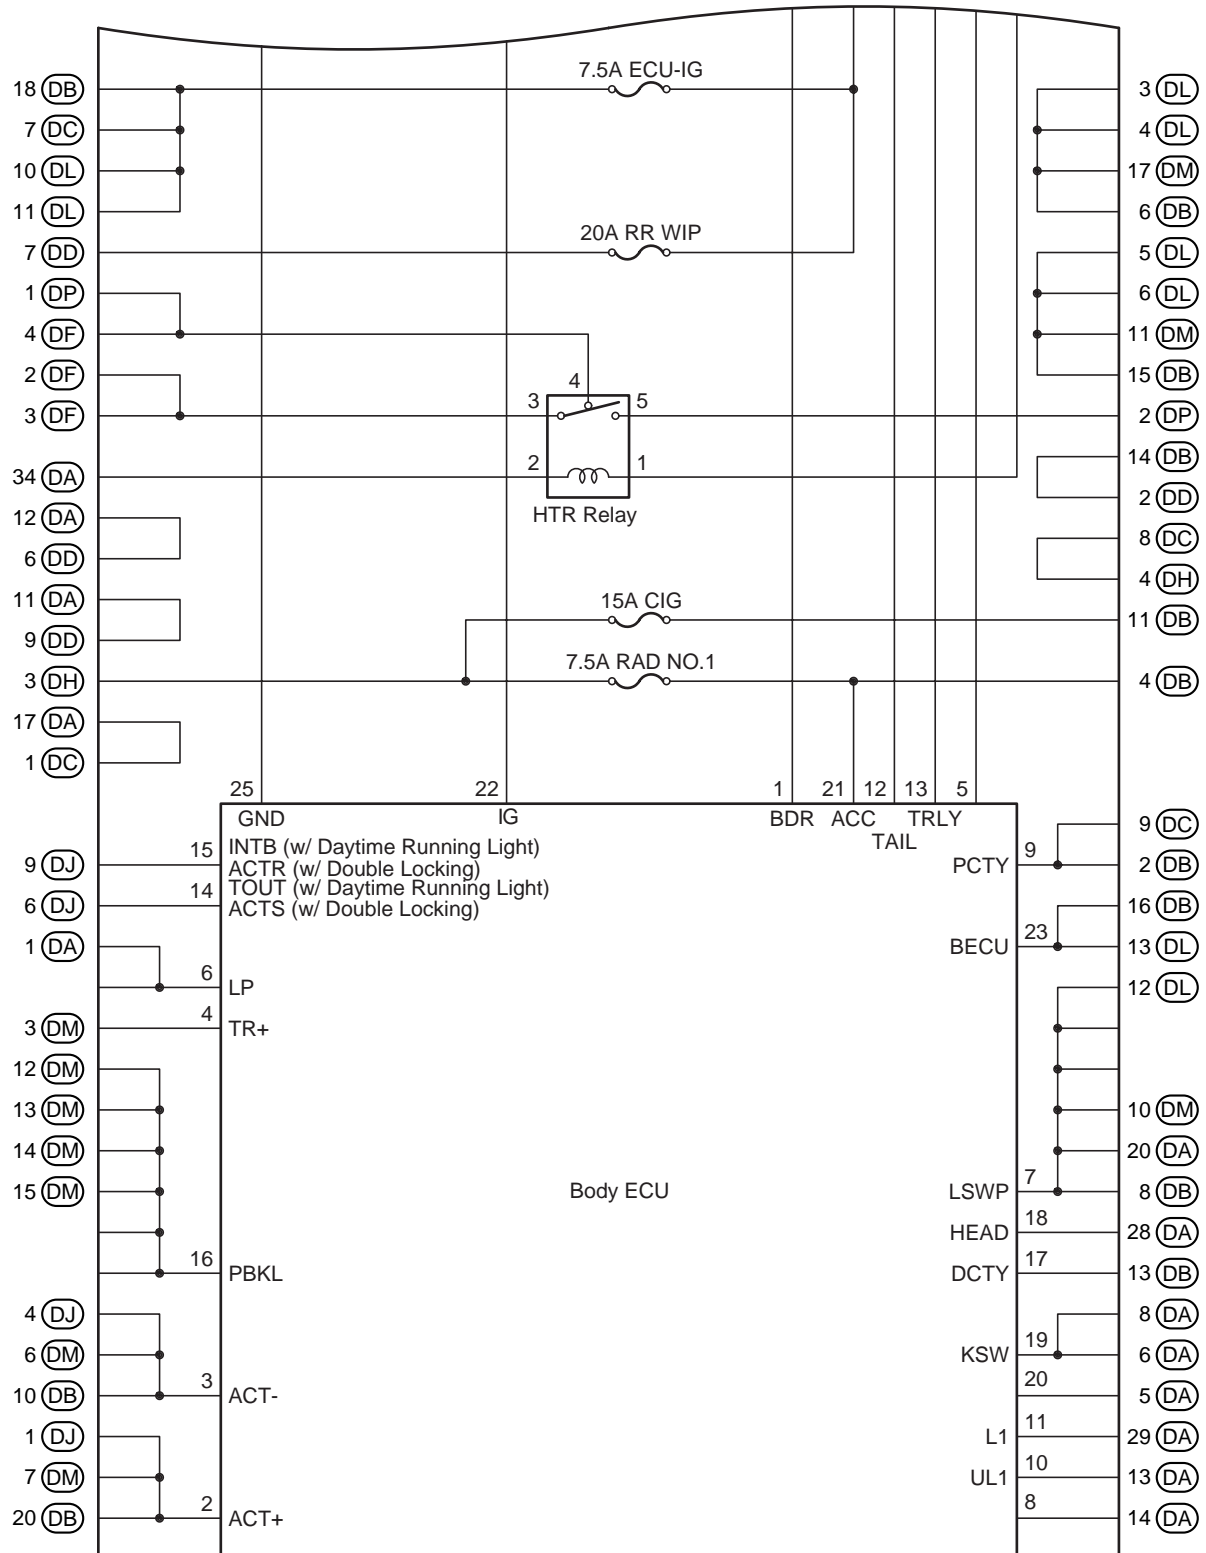 7.5A ECU-IG
18 DB
3 DL
7 DC
4 DL
10 DL
17 DM
11 DL
6 DB
20A RR WIP
7 DD
5 DL
1 DP
6 DL
4 DF
11 DM
2 DF
4
15 DB
3 DF
3
5
2 DP
14 DB
34 DA
2
1
2 DD
HTR Relay
12 DA
8 DC
6 DD
4 DH
11 DA
15A CIG
11 DB
9 DD
7.5A RAD NO.1
3 DH
4 DB
17 DA
1 DC
25
22
1
21
12
13
5
GND
IG
BDR
ACC
TRLY
TAIL
9 DC
15
INTB (w/ Daytime Running Light)
9 DJ
ACTR (w/ Double Locking)
PCTY
9
2 DB
14
TOUT (w/ Daytime Running Light)
6 DJ
ACTS (w/ Double Locking)
16 DB
1 DA
BECU
23
13 DL
6
LP
12 DL
3 DM
4
TR+
12 DM
13 DM
10 DM
14 DM
20 DA
15 DM
Body ECU
LSWP
7
8 DB
HEAD
18
28 DA
16
PBKL
DCTY
17
13 DB
4 DJ
8 DA
6 DM
KSW
19
6 DA
10 DB
3
ACT-
20
5 DA
1 DJ
L1
11
29 DA
7 DM
UL1
10
13 DA
20 DB
2
ACT+
8
14 DA